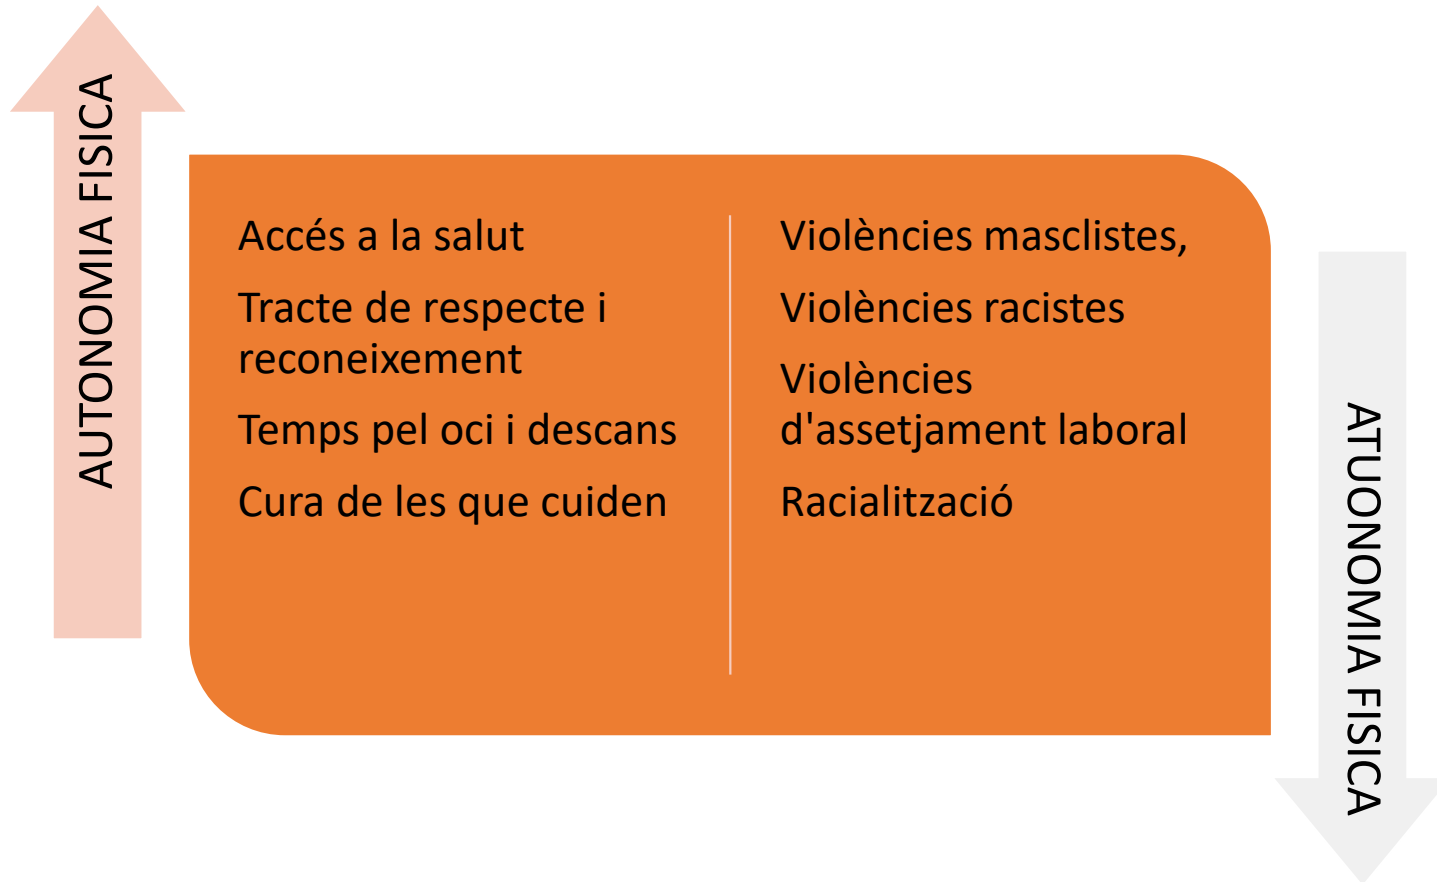 AUTONOMIA FISICA
Accés a la salut
Tracte de respecte i
reconeixement
Temps pel oci i descans
Cura de les que cuiden
Violències masclistes,
Violències racistes
Violències
d'assetjament laboral
Racialització
ATUONOMIA FISICA